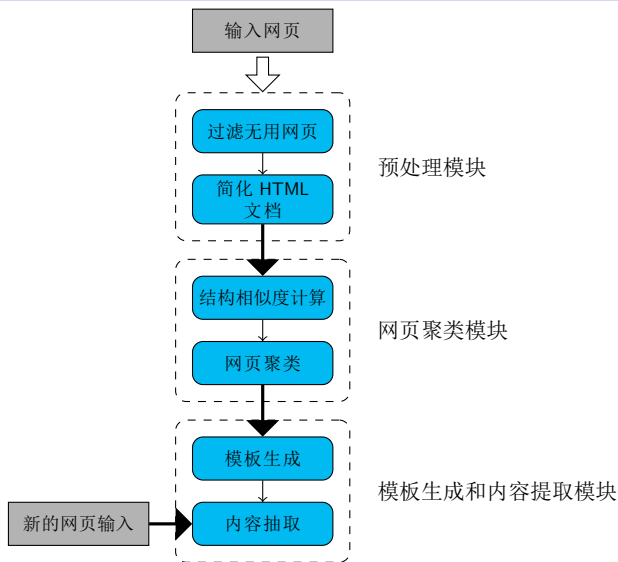 输入网页
过滤无用网页
简化 HTML
文档
预处理模块
结构相似度计算
网页聚类
网页聚类模块
模板生成
模板生成和内容提取模块
新的网页输入
内容抽取